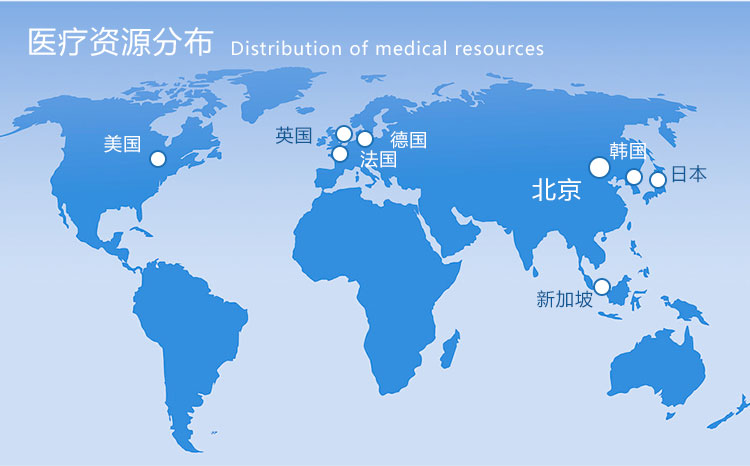 医疗资源分布 Distribution of medical resources
英国
美国
德国
法国
韩国
日本
北京
新加坡